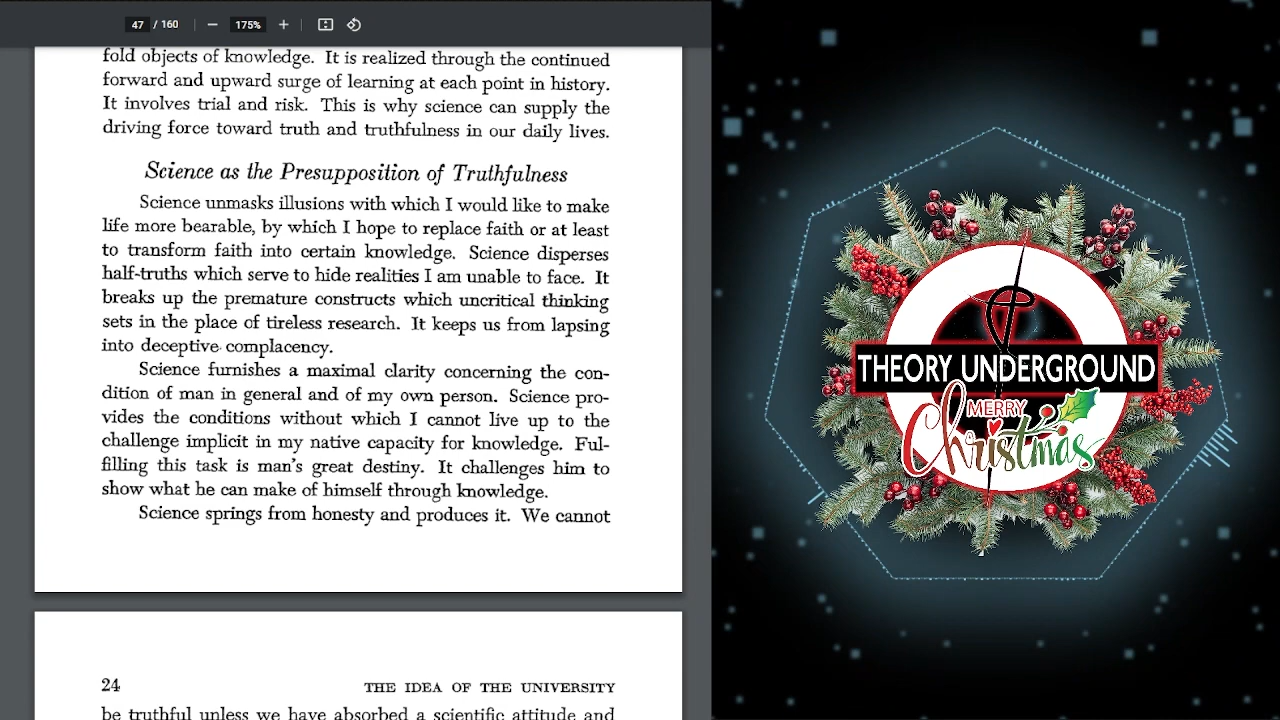 47 / 160
175%
fold objects of knowledge. It is realized through the continued
forward and upward surge of learning at each point in history.
It involves trial and risk. This is why science can supply the
driving force toward truth and truthfulness in our daily lives.
Science as the Presupposition of Truthfulness
Science unmasks illusions with which I would like to make
life more bearable, by which I hope to replace faith or at least
to transform faith into certain knowledge. Science disperses
half-truths which serve to hide realities I am unable to face. It
breaks up the premature constructs which uncritical thinking
sets in the place of tireless research. It keeps us from lapsing
into deceptive complacency.
Science furnishes a maximal clarity concerning the con-
dition of man in general and of my own person. Science pro-
vides the conditions without which I cannot live up to the
challenge implicit in my native capacity for knowledge. Ful-
filling this task is man's great destiny. It challenges him to
show what he can make of himself through knowledge.
Science springs from honesty and produces it. We cannot
24 THE IDEA OF THE UNIVERSITY
be truthful unless we have absorbed a scientific attitude and
THEORY UNDERGROUND
MERRY
Christmas